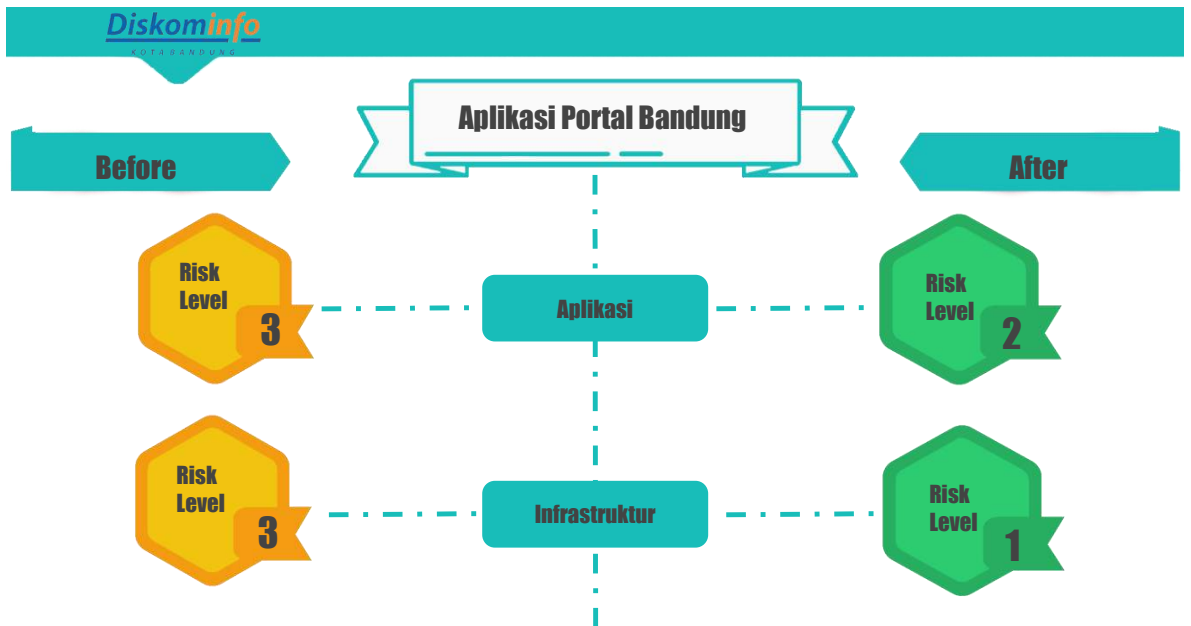 Diskominfo
KOTA BANDUNG
Aplikasi Portal Bandung
Before
After
Risk
Level
3
Aplikasi
Risk
Level
2
Risk
Level
3
Infrastruktur
Risk
Level
1